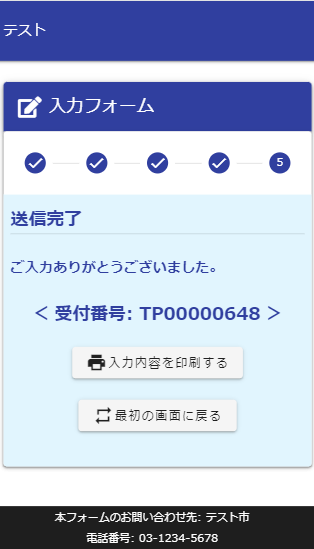 テスト
入力フォーム
5
送信完了
ご入力ありがとうございました。
＜ 受付番号: TP00000648 ＞
入力内容を印刷する
最初の画面に戻る
本フォームのお問い合わせ先: テスト市
電話番号: 03-1234-5678